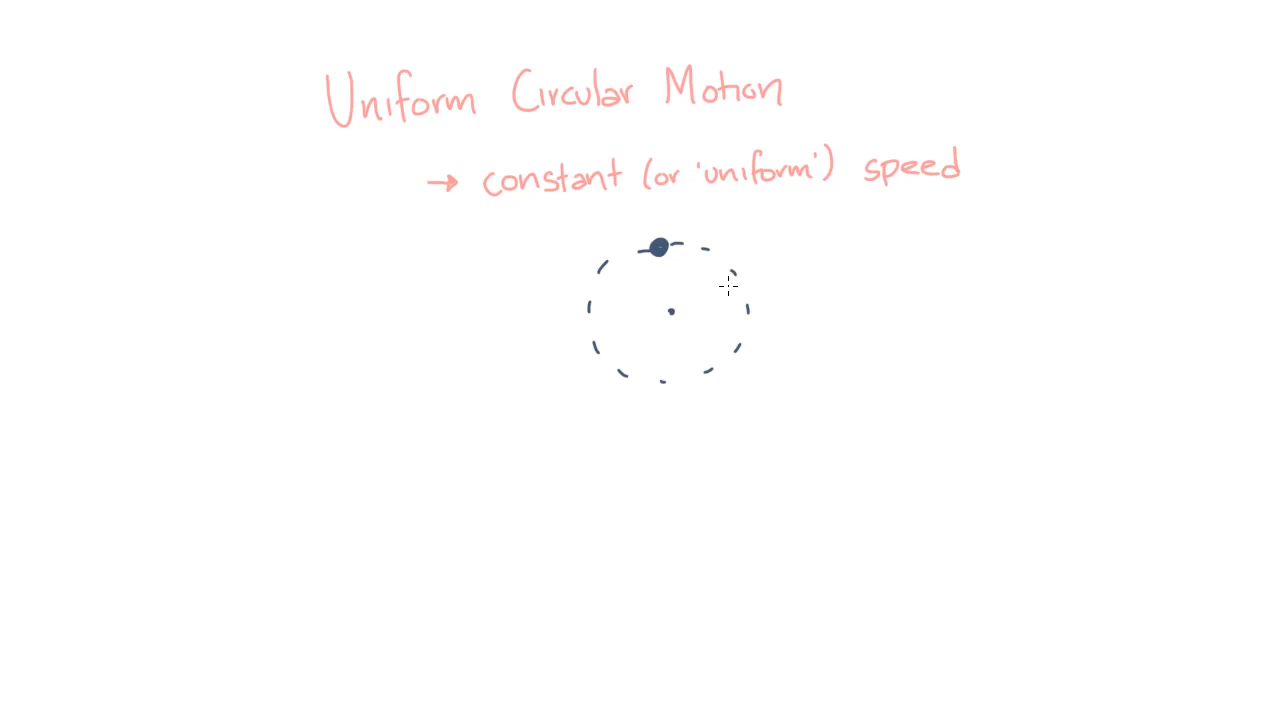 Uniform Circular Motion
→ constant (or 'uniform') speed